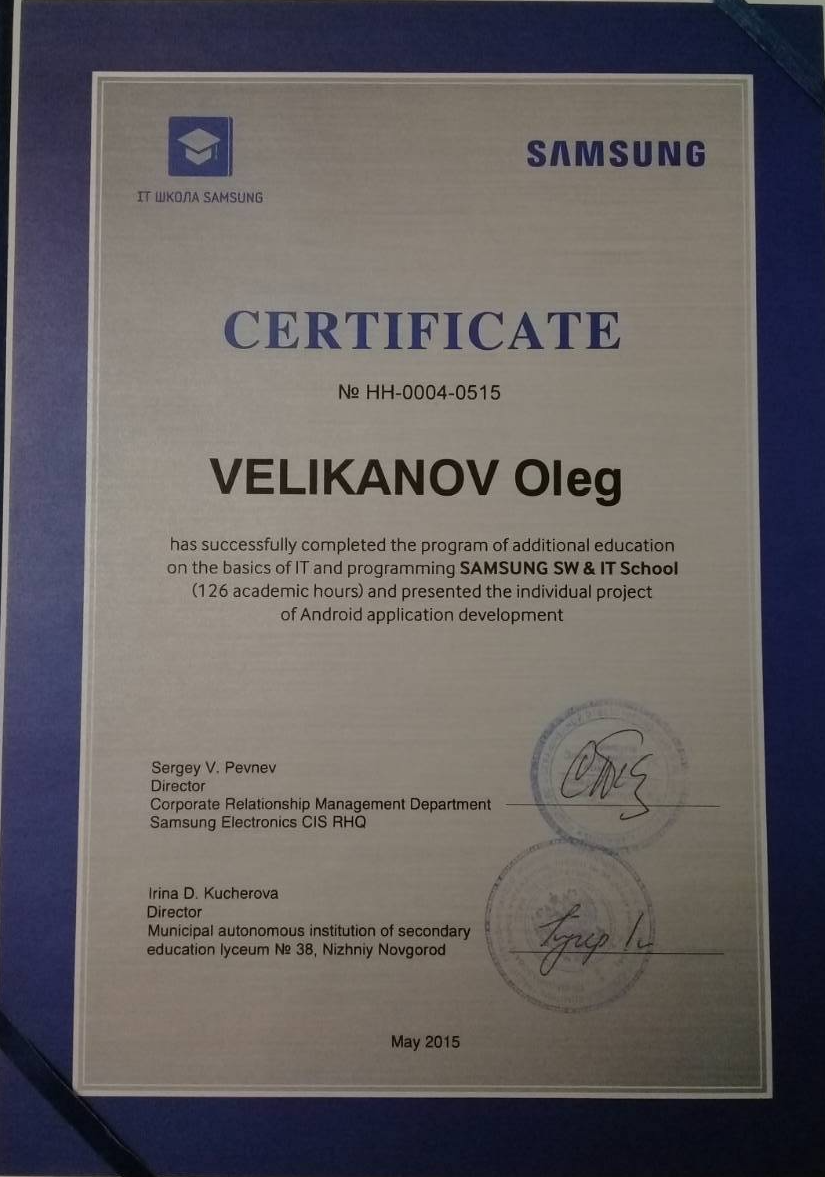 IT ШКОЛА SAMSUNG
SAMSUNG
CERTIFICATE
№ HH-0004-0515
VELIKANOV Oleg
has successfully completed the program of additional education
on the basics of IT and programming SAMSUNG SW & IT School
(126 academic hours) and presented the individual project
of Android application development
Sergey V. Pevnev
Director
Corporate Relationship Management Department
Samsung Electronics CIS RHQ
Irina D. Kucherova
Director
Municipal autonomous institution of secondary
education lyceum № 38, Nizhniy Novgorod
May 2015